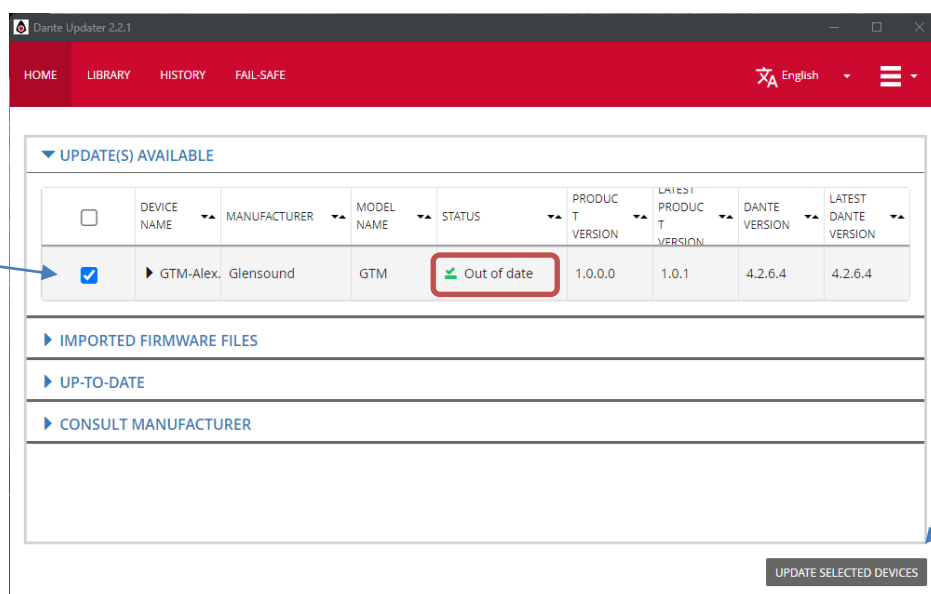 Dante Updater 2.2.1
HOME LIBRARY HISTORY FAIL-SAFE English
UPDATE(S) AVAILABLE
DEVICE NAME
MANUFACTURER
MODEL NAME
STATUS
PRODUC
T
VERSION
LATEST
PRODUC
T
VERSION
DANTE
VERSION
LATEST
DANTE
VERSION
GTM-Alex. Glensound GTM Out of date 1.0.0.0 1.0.1 4.2.6.4 4.2.6.4
IMPORTED FIRMWARE FILES
UP-TO-DATE
CONSULT MANUFACTURER
UPDATE SELECTED DEVICES